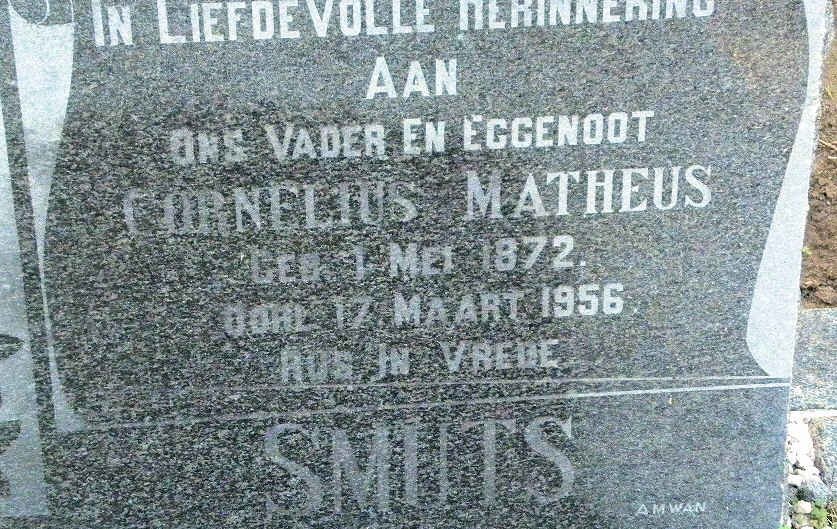 IN LIEFDEVOLLE HERINNERING
AAN
ONS VADER EN EGGENOOT
CORNELIUS MATHEUS
GEB. 1 MEI 1872.
OORL 17 MAART 1956.
RUS IN VREDE
SMUTS
AMWAN